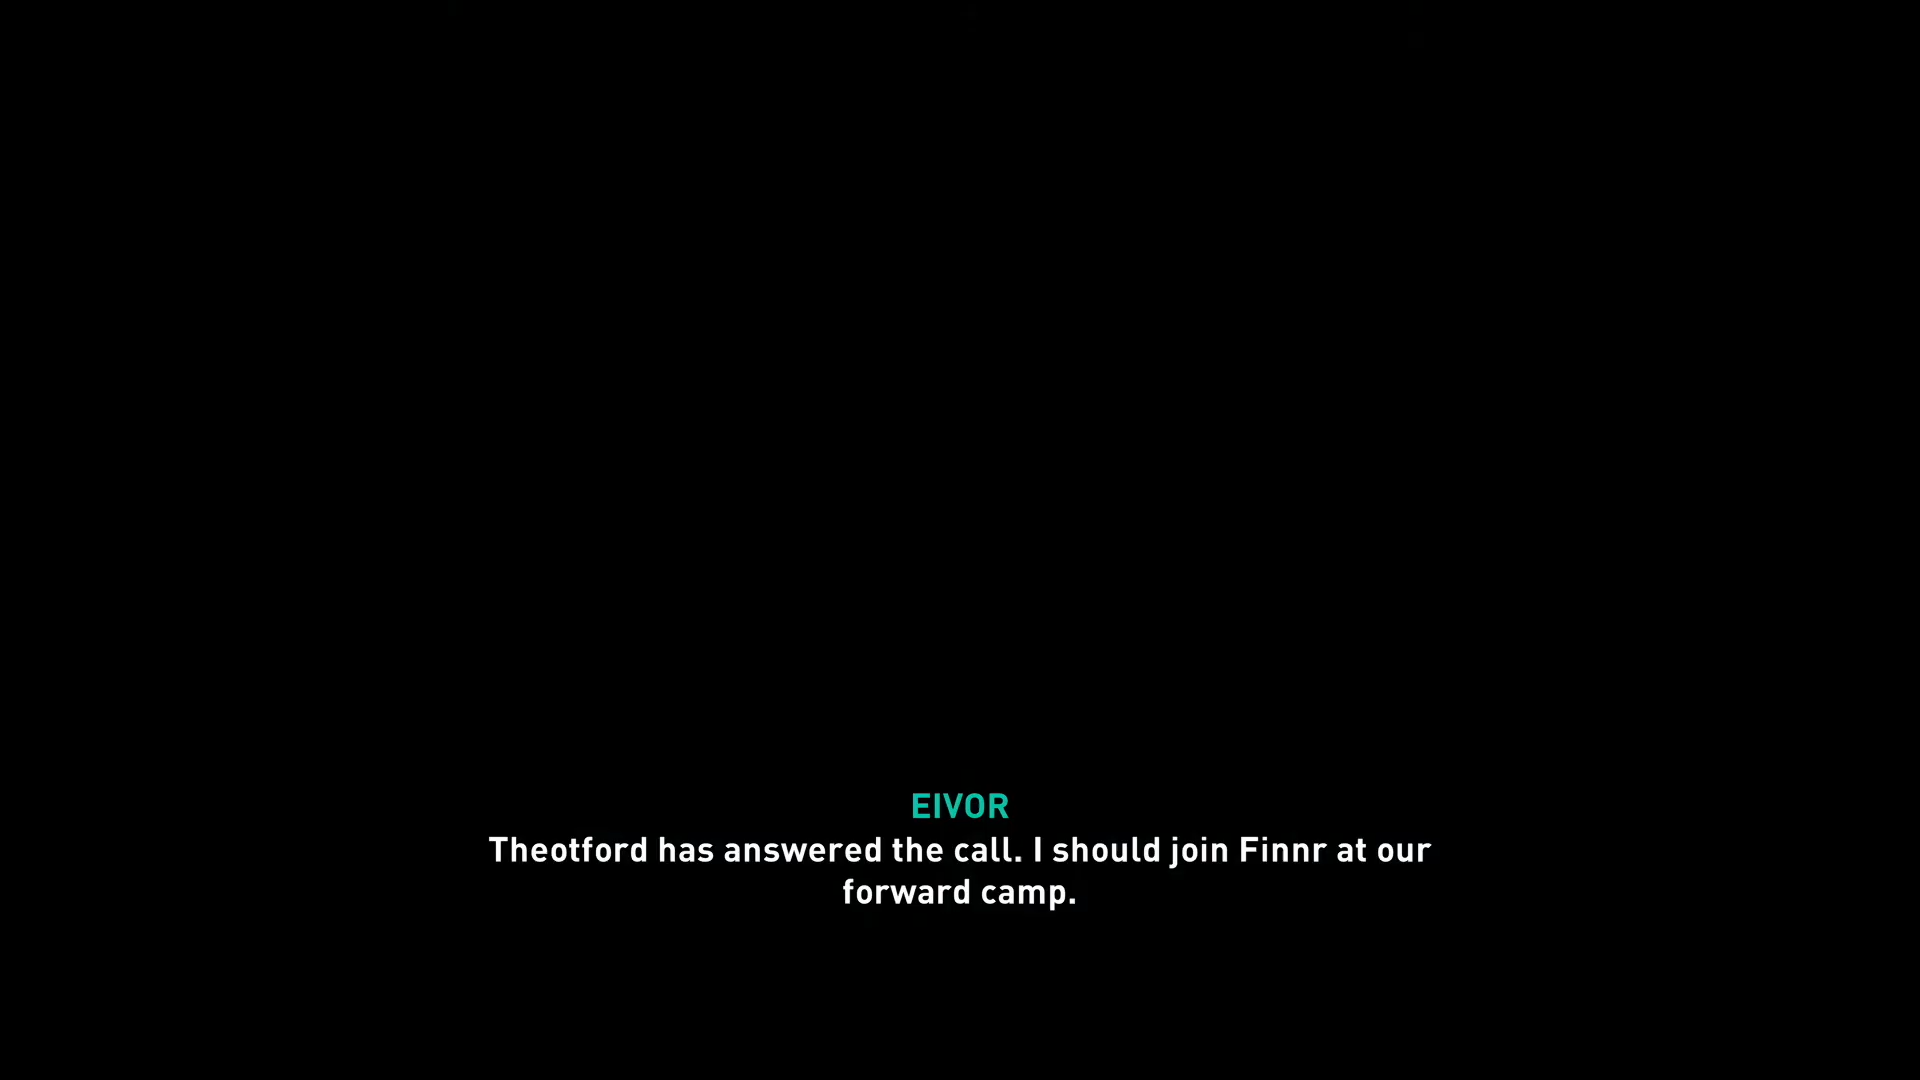 EIVOR
Theotford has answered the call. I should join Finnr at our
forward camp.